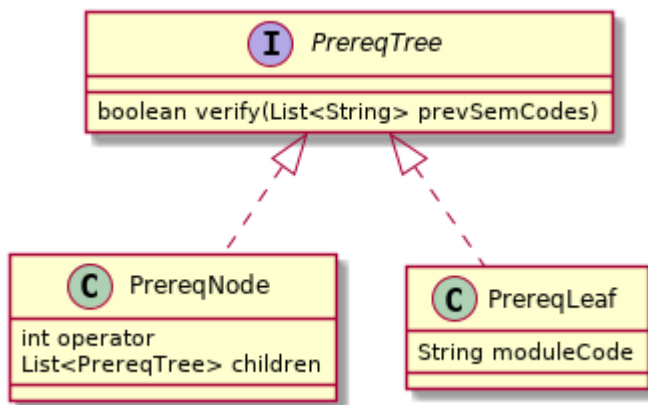 I PrereqTree
boolean verify(List<String> prevSemCodes)
C PrereqNode
int operator
List<PrereqTree> children
C PrereqLeaf
String moduleCode